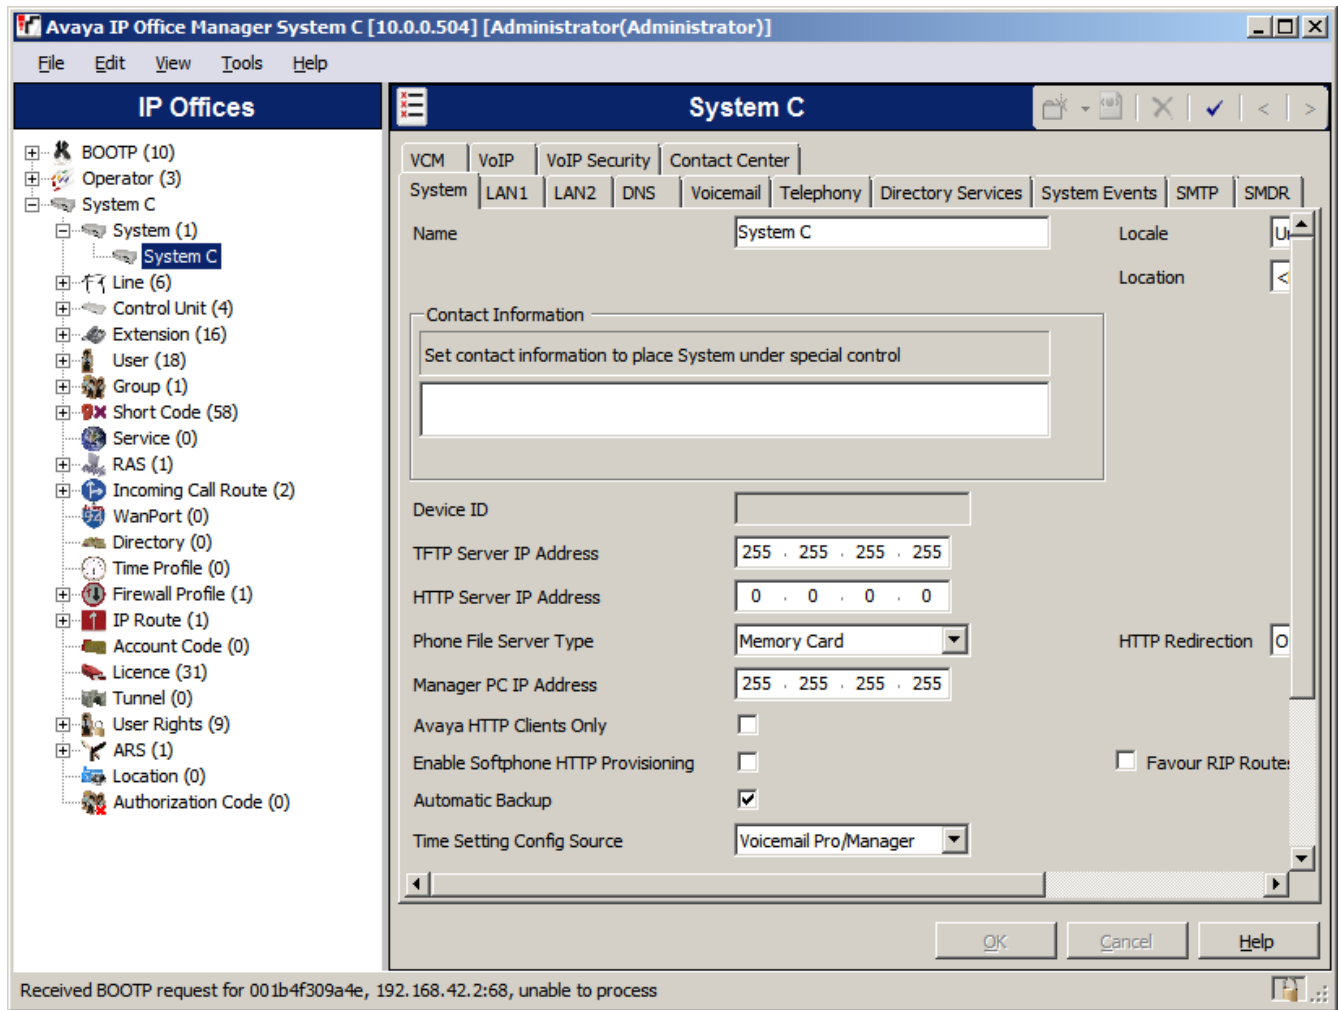 Avaya IP Office Manager System C [10.0.0.504] [Administrator(Administrator)]
File Edit View Tools Help
IP Offices
BOOTP (10)
Operator (3)
System C
System (1)
System C
Line (6)
Control Unit (4)
Extension (16)
User (18)
Group (1)
Short Code (58)
Service (0)
RAS (1)
Incoming Call Route (2)
WanPort (0)
Directory (0)
Time Profile (0)
Firewall Profile (1)
IP Route (1)
Account Code (0)
Licence (31)
Tunnel (0)
User Rights (9)
ARS (1)
Location (0)
Authorization Code (0)
System C
VCM VoIP VoIP Security Contact Center
System LAN1 LAN2 DNS Voicemail Telephony Directory Services System Events SMTP SMDR
Name System C Locale
Location
Contact Information
Set contact information to place System under special control
Device ID
TFTP Server IP Address 255 . 255 . 255 . 255
HTTP Server IP Address 0 . 0 . 0 . 0
Phone File Server Type Memory Card HTTP Redirection
Manager PC IP Address 255 . 255 . 255 . 255
Avaya HTTP Clients Only
Enable Softphone HTTP Provisioning Favour RIP
Automatic Backup
Time Setting Config Source Voicemail Pro/Manager
OK Cancel Help
Received BOOTP request for 001b4f309a4e, 192.168.42.2:68, unable to process